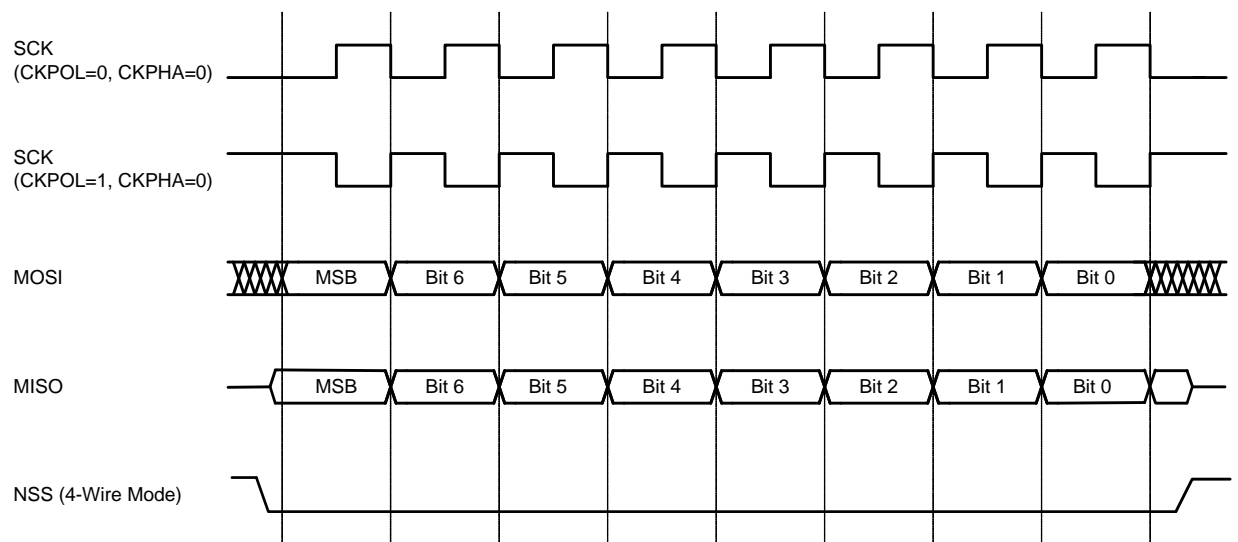 SCK
(CKPOL=0, CKPHA=0)
SCK
(CKPOL=1, CKPHA=0)
MOSI
MSB Bit 6 Bit 5 Bit 4 Bit 3 Bit 2 Bit 1 Bit 0
MISO
MSB Bit 6 Bit 5 Bit 4 Bit 3 Bit 2 Bit 1 Bit 0
NSS (4-Wire Mode)